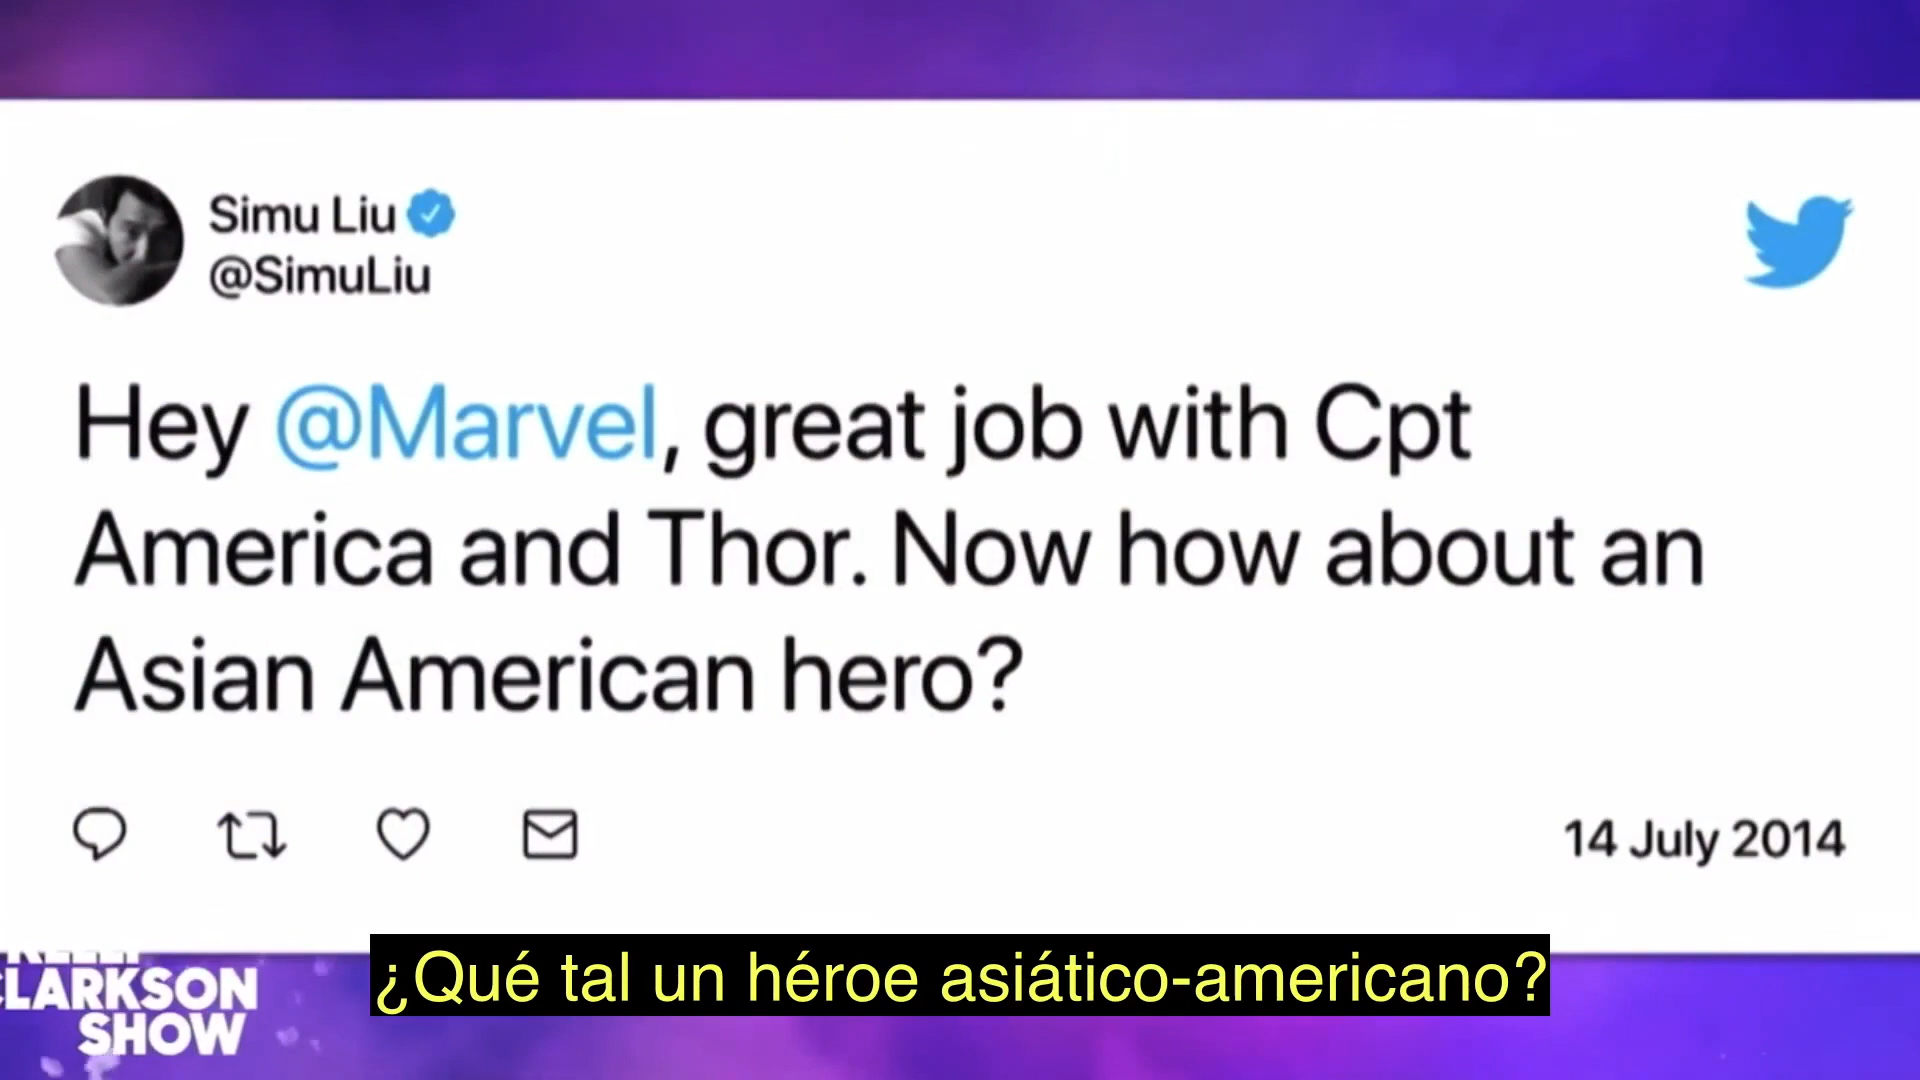 Simu Liu
@SimuLiu
Hey @Marvel, great job with Cpt
America and Thor. Now how about an
Asian American hero?
14 July 2014
¿Qué tal un héroe asiático-americano?
CLARKSON
SHOW